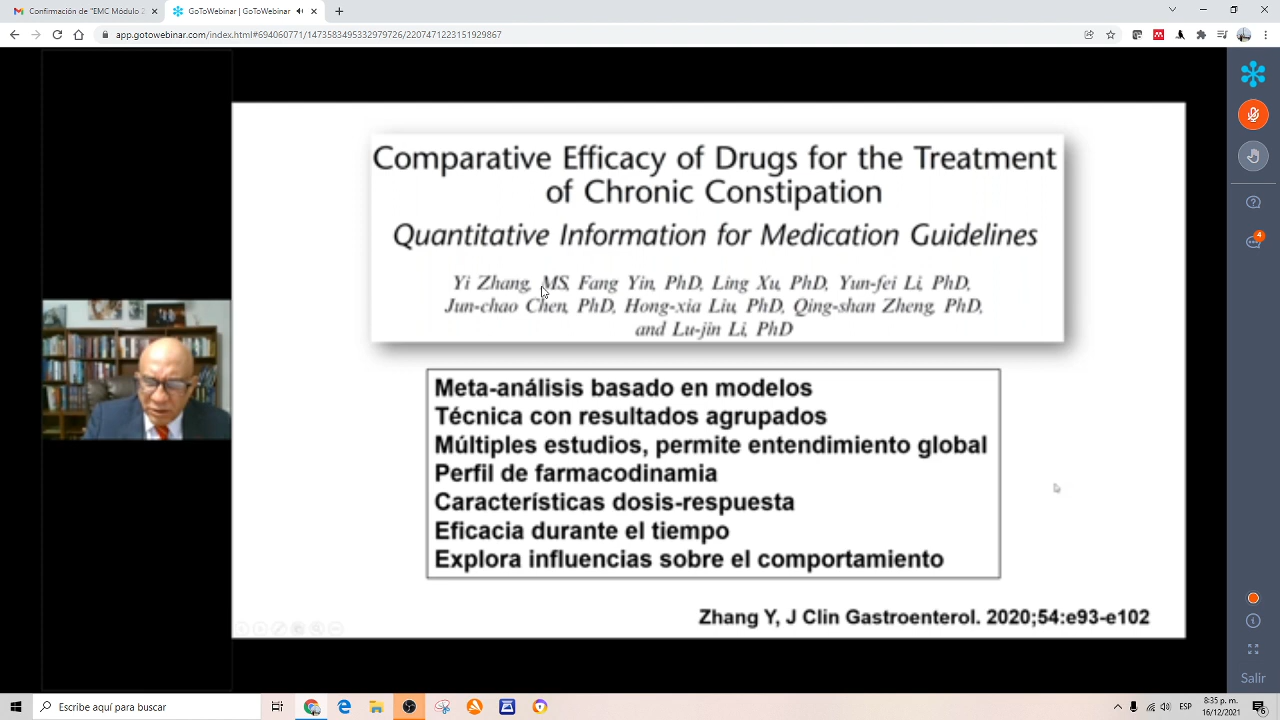 Confirmación de "EMC Módulo
GoToWebinar | GoToWebinar
app.gotowebinar.com/index.html#694060771/1473583495332979726/2207471223151929867
Comparative Efficacy of Drugs for the Treatment
of Chronic Constipation
Quantitative Information for Medication Guidelines
Yi Zhang, MS, Fang Yin, PhD, Ling Xu, PhD, Yun-fei Li, PhD,
Jun-chao Chen, PhD, Hong-xia Liu, PhD, Qing-shan Zheng, PhD,
and Lu-jin Li, PhD
Meta-análisis basado en modelos
Técnica con resultados agrupados
Múltiples estudios, permite entendimiento global
Perfil de farmacodinamia
Características dosis-respuesta
Eficacia durante el tiempo
Explora influencias sobre el comportamiento
Zhang Y, J Clin Gastroenterol. 2020;54:e93-e102
4
Salir
Escribe aquí para buscar
ESP
8:35 p. m.
16/12/2021